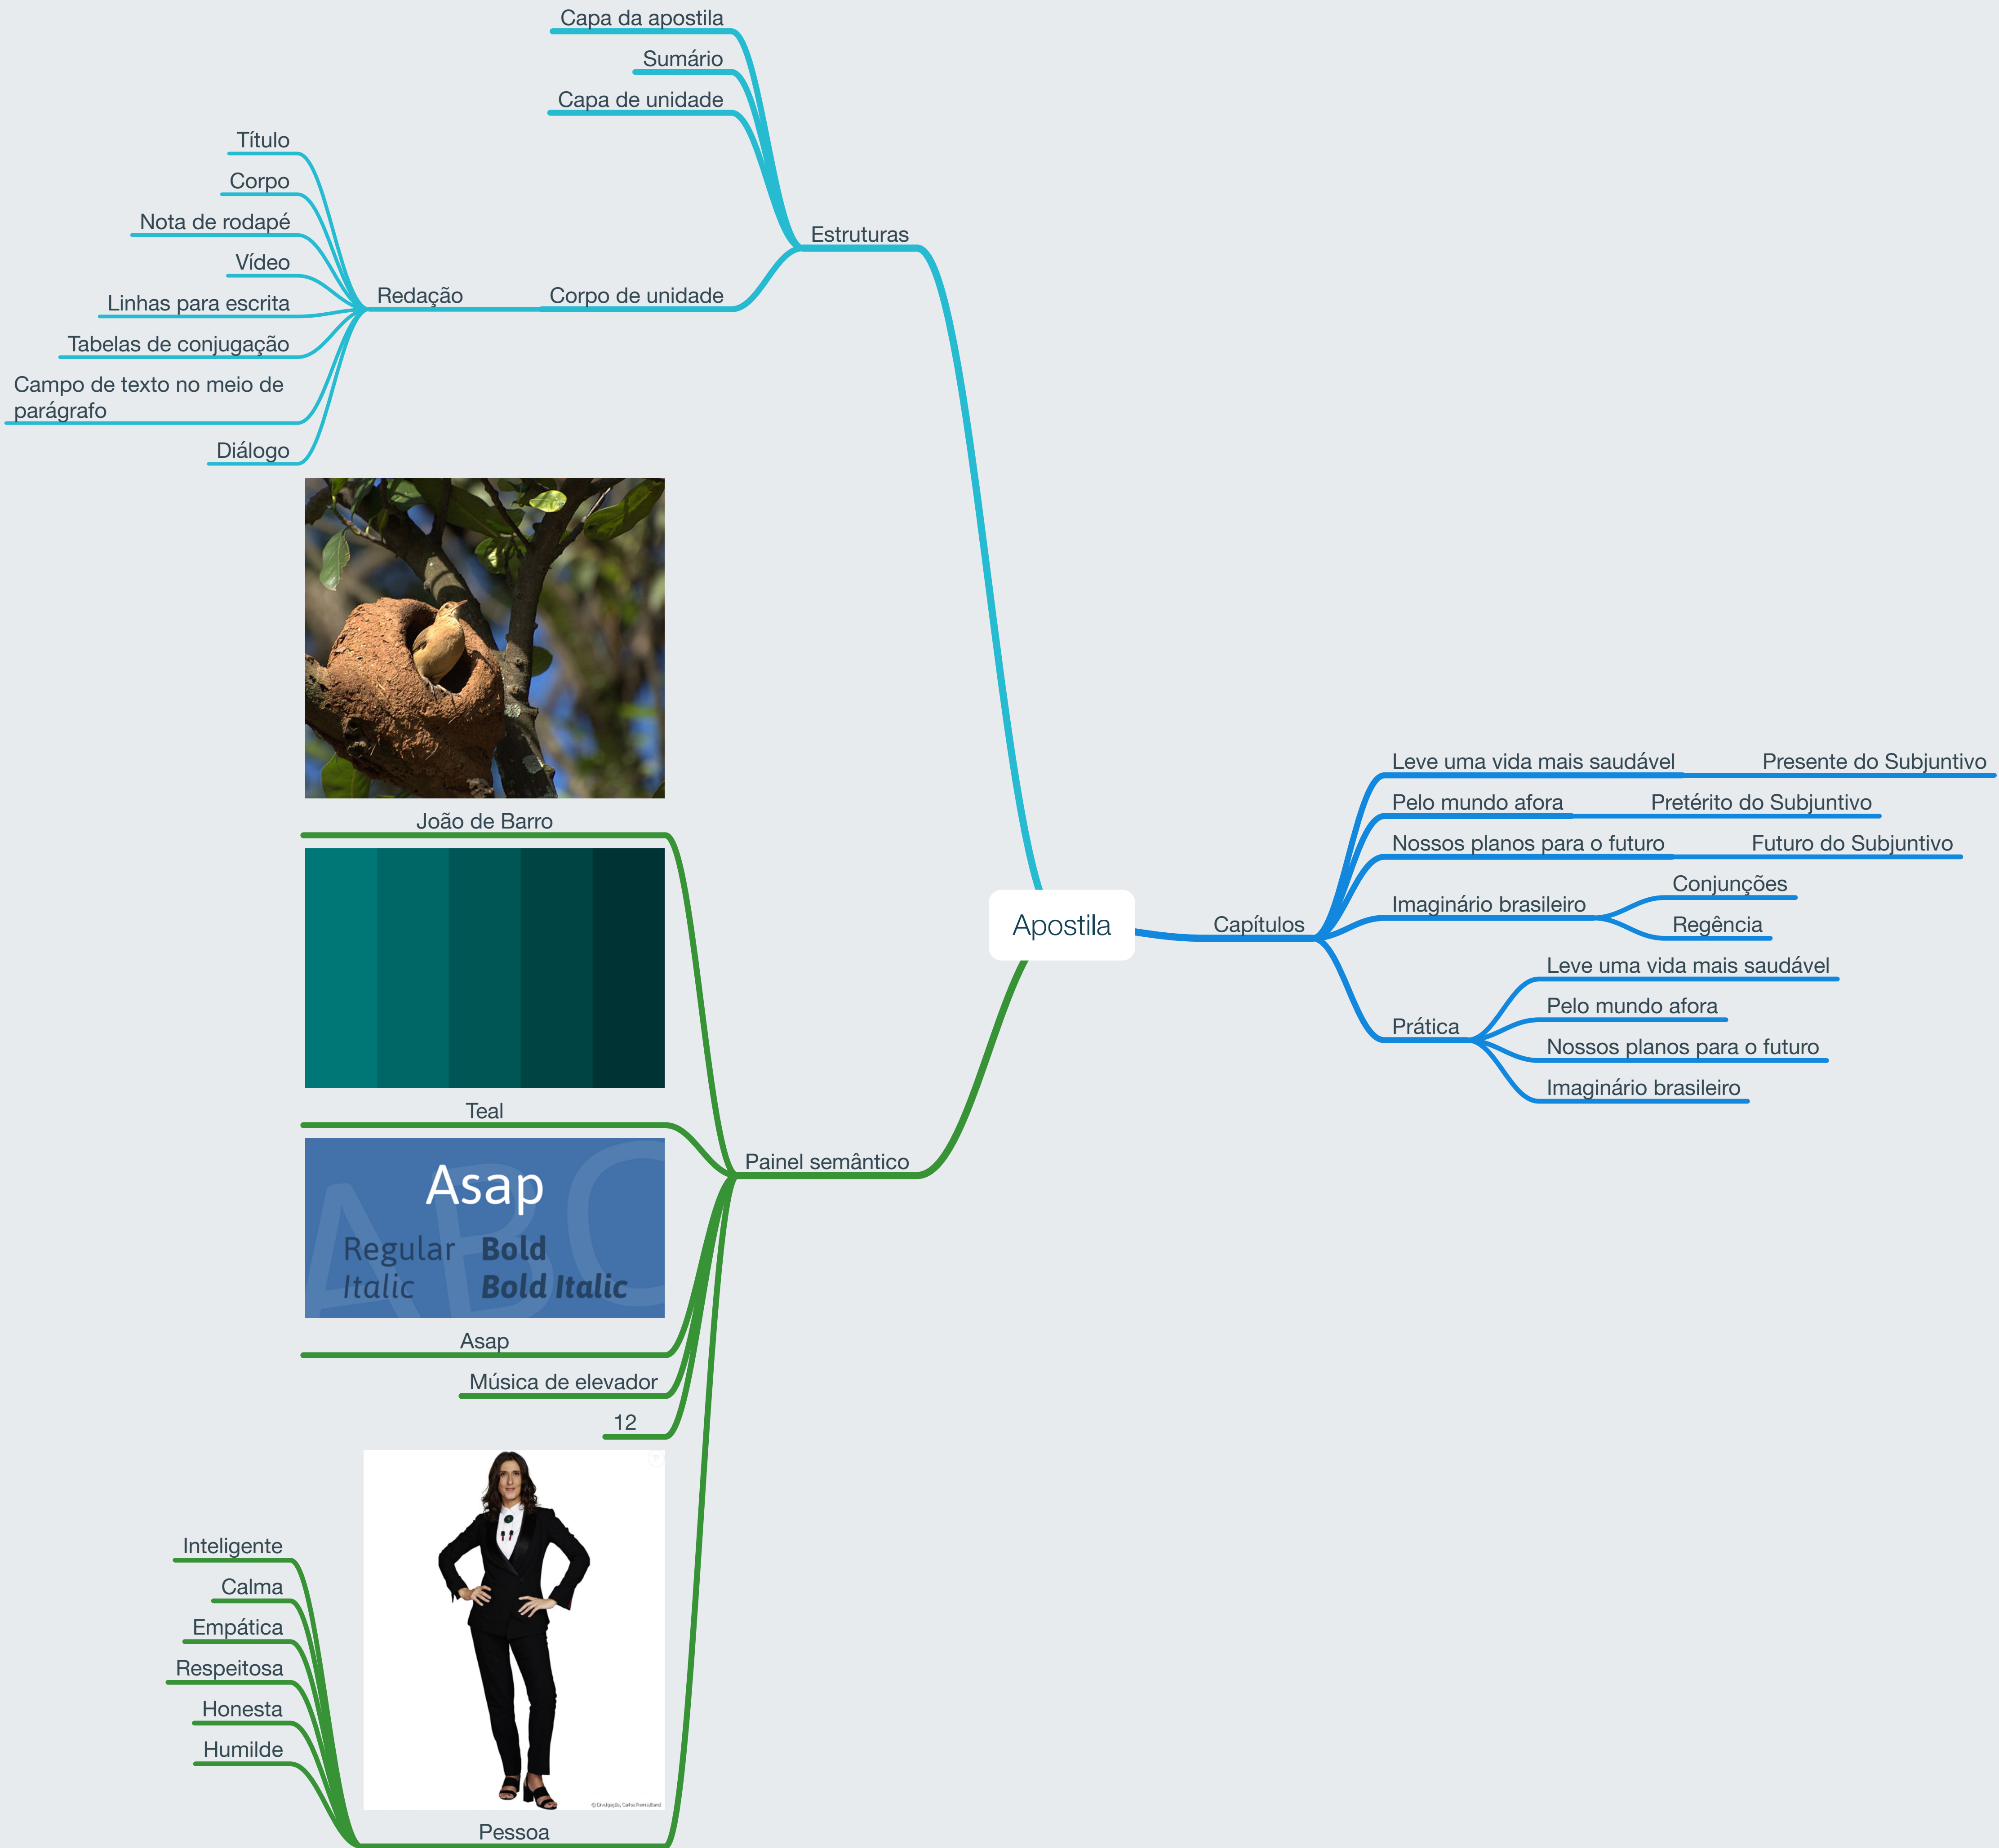 Capa da apostila
Sumário
Capa de unidade
Título
Corpo
Nota de rodapé
Vídeo
Linhas para escrita
Tabelas de conjugação
Campo de texto no meio de
parágrafo
Diálogo
Redação
Corpo de unidade
Estruturas
João de Barro
Teal
Asap
Regular Bold
Italic Bold Italic
ABC
Asap
Música de elevador
12
Painel semântico
Inteligente
Calma
Empática
Respeitosa
Honesta
Humilde
© Divulgação, Carlos Reinis/Band
Pessoa
Apostila
Capítulos
Leve uma vida mais saudável
Presente do Subjuntivo
Pelo mundo afora
Pretérito do Subjuntivo
Nossos planos para o futuro
Futuro do Subjuntivo
Imaginário brasileiro
Conjunções
Regência
Prática
Leve uma vida mais saudável
Pelo mundo afora
Nossos planos para o futuro
Imaginário brasileiro